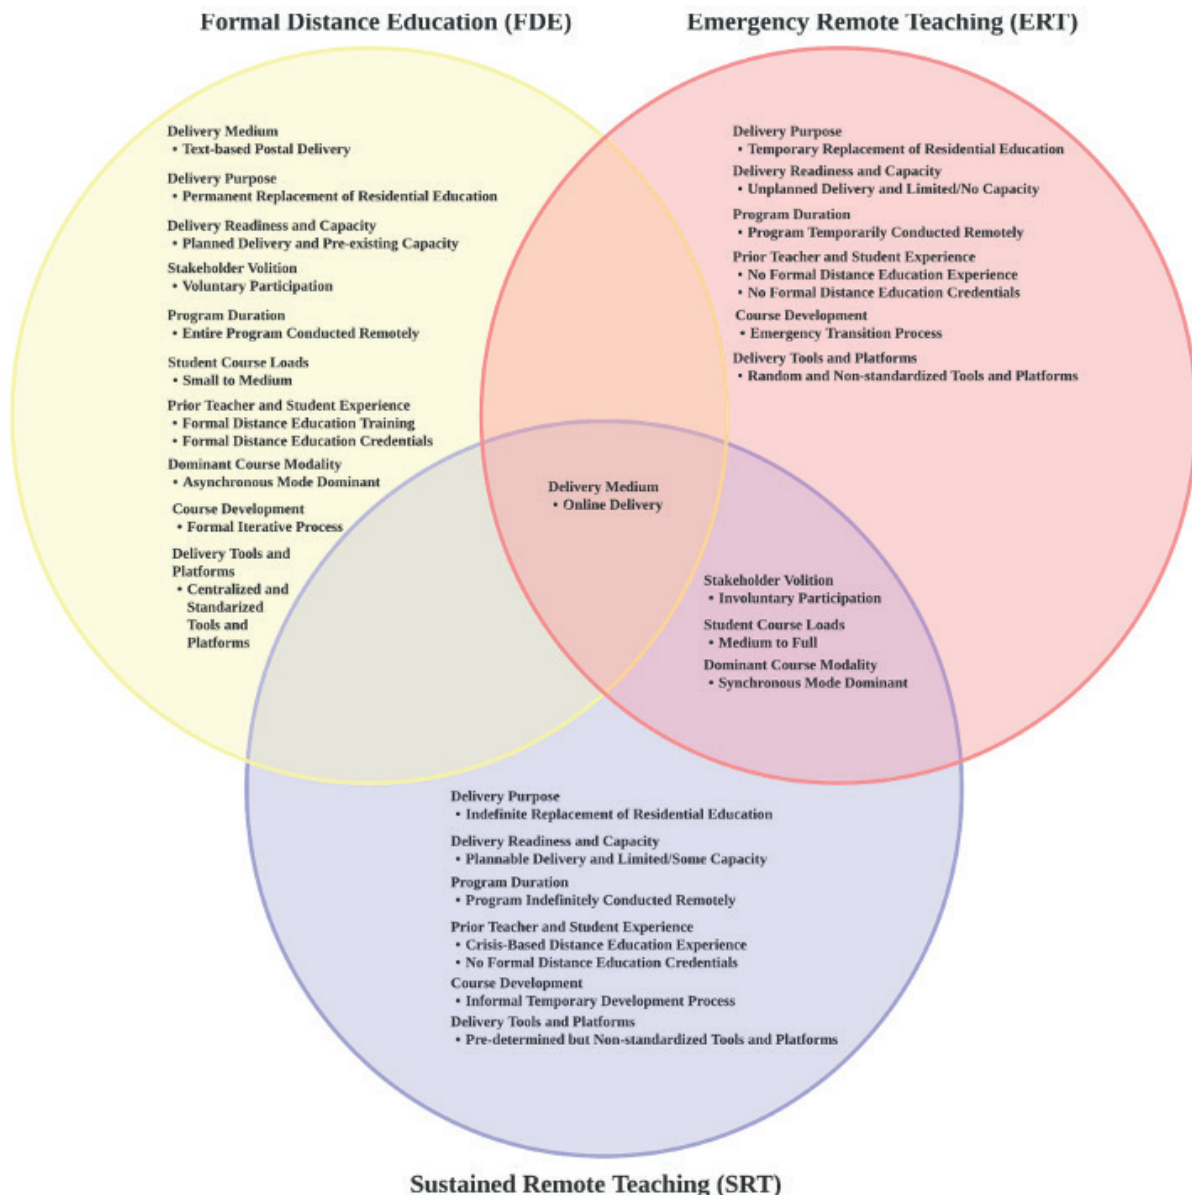 Formal Distance Education (FDE)
Emergency Remote Teaching (ERT)
Delivery Medium
• Text-based Postal Delivery
Delivery Purpose
• Permanent Replacement of Residential Education
Delivery Readiness and Capacity
• Planned Delivery and Pre-existing Capacity
Stakeholder Volition
• Voluntary Participation
Program Duration
• Entire Program Conducted Remotely
Student Course Loads
• Small to Medium
Prior Teacher and Student Experience
• Formal Distance Education Training
• Formal Distance Education Credentials
Dominant Course Modality
• Asynchronous Mode Dominant
Course Development
• Formal Iterative Process
Delivery Tools and
Platforms
• Centralized and
Standarized
Tools and
Platforms
Delivery Purpose
• Temporary Replacement of Residential Education
Delivery Readiness and Capacity
• Unplanned Delivery and Limited/No Capacity
Program Duration
• Program Temporarily Conducted Remotely
Prior Teacher and Student Experience
• No Formal Distance Education Experience
• No Formal Distance Education Credentials
Course Development
• Emergency Transition Process
Delivery Tools and Platforms
• Random and Non-standardized Tools and Platforms
Delivery Medium
• Online Delivery
Stakeholder Volition
• Involuntary Participation
Student Course Loads
• Medium to Full
Dominant Course Modality
• Synchronous Mode Dominant
Delivery Purpose
• Indefinite Replacement of Residential Education
Delivery Readiness and Capacity
• Plannable Delivery and Limited/Some Capacity
Program Duration
• Program Indefinitely Conducted Remotely
Prior Teacher and Student Experience
• Crisis-Based Distance Education Experience
• No Formal Distance Education Credentials
Course Development
• Informal Temporary Development Process
Delivery Tools and Platforms
• Pre-determined but Non-standardized Tools and Platforms
Sustained Remote Teaching (SRT)